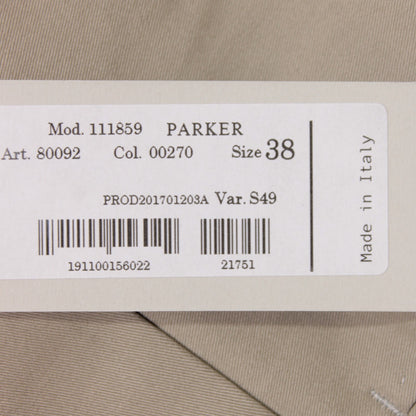 Mod. 111859 PARKER
Art. 80092 Col. 00270 Size 38
PROD201701203A Var. S49
191100156022 21751
Made in Italy